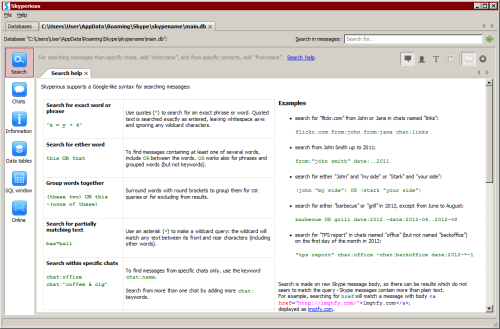 Skyperious
File Help
Databases
C:\Users\User\AppData\Roaming\Skype\skypename\main.db
Database "C:\Users\User\AppData\Roaming\Skype\skypename\main.db":
Search in messages:
Search for...
For searching messages from specific chats, add "chat:name", and from specific contacts, add "from:name".
Search help
Search
Chats
Information
Data tables
SQL window
Online
Search help
Skyperious supports a Google-like syntax for searching messages:
Search for exact word or
phrase
"x = y + 6"
Use quotes (") to search for an exact phrase or word. Quoted
text is searched exactly as entered, leaving whitespace as-is
and ignoring any wildcard characters.
Search for either word
this OR that
To find messages containing at least one of several words,
include OR between the words. OR works also for phrases and
grouped words (but not keywords).
Group words together
(these two) OR this
-(none of these)
Surround words with round brackets to group them for OR
queries or for excluding from results.
Search for partially
matching text
bas*ball
Use an asterisk (*) to make a wildcard query: the wildcard will
match any text between its front and rear characters (including
other words).
Search within specific chats
chat:office
chat:"coffee & cig"
To find messages from specific chats only, use the keyword
chat:name.
Search from more than one chat by adding more chat:
keywords.
Examples
search for "flickr.com" from John or Jane in chats named "links":
flickr.com from:john from:jane chat:links
search from John Smith up to 2011:
from:"john smith" date:..2011
search for either "John" and "my side" or "Stark" and "your side":
(john "my side") OR (stark "your side")
search for either "barbecue" or "grill" in 2012, except from June to August:
barbecue OR grill date:2012 -date:2012-06..2012-08
search for "TPS report" in chats named "office" (but not named "backoffice")
on the first day of the month in 2012:
"tps report" chat:office -chat:backoffice date:2012-*-1
Search is made on raw Skype message body, so there can be results which do not
seem to match the query - Skype messages contain more than plain text.
For example, searching for href will match a message with body <a
href="http://lmgtfy.com/">lmgtfy.com</a>,
displayed as lmgtfy.com.